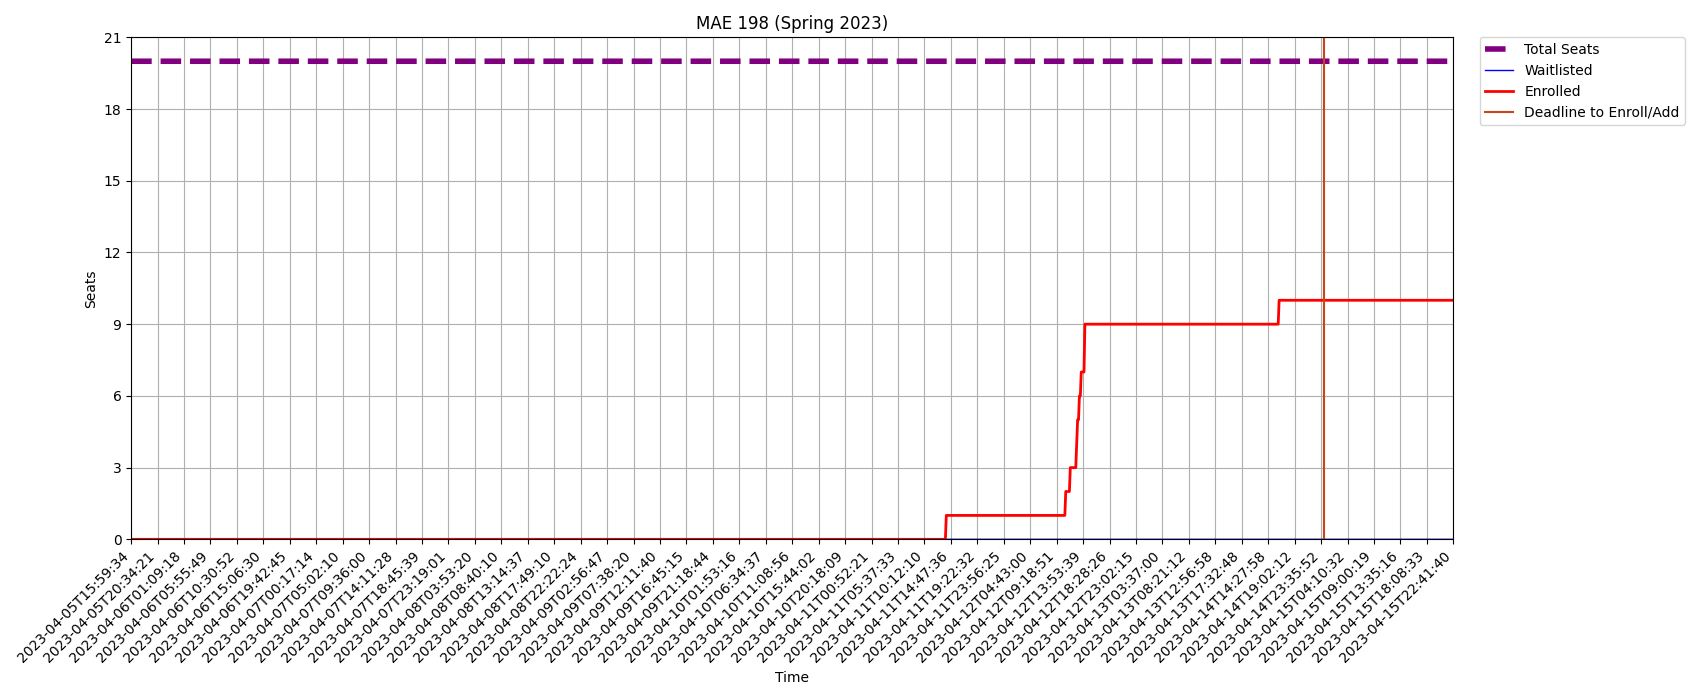 MAE 198 (Spring 2023)
Total Seats
Waitlisted
Enrolled
Deadline to Enroll/Add
Seats
21
18
15
12
9
6
3
0
2023-04-05T15:59:34
2023-04-05T20:34:21
2023-04-06T01:09:18
2023-04-06T05:55:49
2023-04-06T10:30:52
2023-04-06T15:06:30
2023-04-06T19:42:45
2023-04-07T00:17:14
2023-04-07T05:02:10
2023-04-07T09:36:00
2023-04-07T14:11:28
2023-04-07T18:45:39
2023-04-07T23:19:01
2023-04-08T03:53:20
2023-04-08T08:40:10
2023-04-08T13:14:37
2023-04-08T17:49:10
2023-04-08T22:22:24
2023-04-09T02:56:47
2023-04-09T07:38:20
2023-04-09T12:11:40
2023-04-09T16:45:15
2023-04-09T21:18:44
2023-04-10T01:53:16
2023-04-10T06:34:37
2023-04-10T11:08:56
2023-04-10T15:44:02
2023-04-10T20:18:09
2023-04-11T00:52:21
2023-04-11T05:37:33
2023-04-11T10:12:10
2023-04-11T14:47:36
2023-04-11T19:22:32
2023-04-11T23:56:25
2023-04-12T04:43:00
2023-04-12T09:18:51
2023-04-12T13:53:39
2023-04-12T18:28:26
2023-04-12T23:02:15
2023-04-13T03:37:00
2023-04-13T08:21:12
2023-04-13T12:56:58
2023-04-13T17:32:48
2023-04-14T14:27:58
2023-04-14T19:02:12
2023-04-14T23:35:52
2023-04-15T04:10:32
2023-04-15T09:00:19
2023-04-15T13:35:16
2023-04-15T18:08:33
2023-04-15T22:41:40
Time